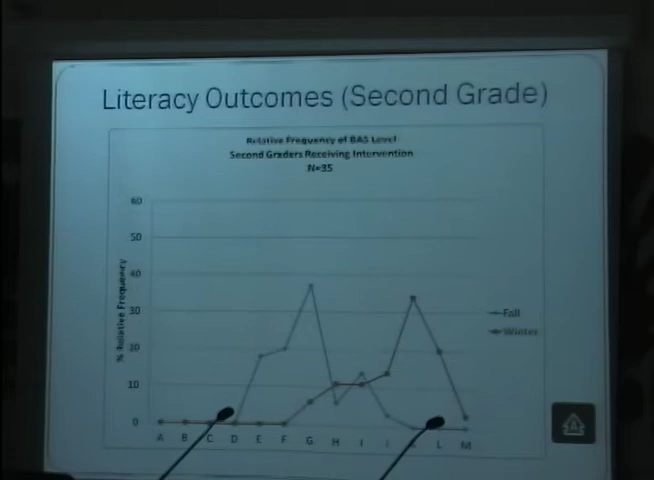 Literacy Outcomes (Second Grade)
Relative Frequency of BAS Level
Second Graders Receiving Intervention
N=35
60
50
40
30
20
10
0
% Relative Frequency
A B C D E F G H I L M
Fall
Winter